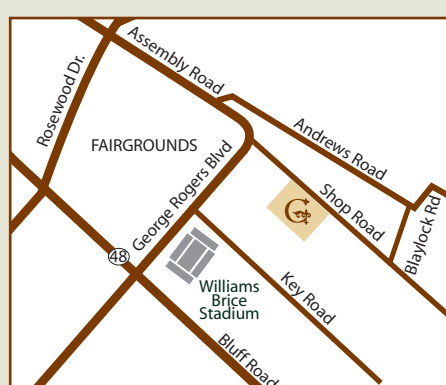 Assembly Road
Rosewood Dr.
FAIRGROUNDS
Andrews Road
George Rogers Blvd
Shop Road
Blaylock Rd
48
Williams
Brice
Stadium
Key Road
Bluff Road